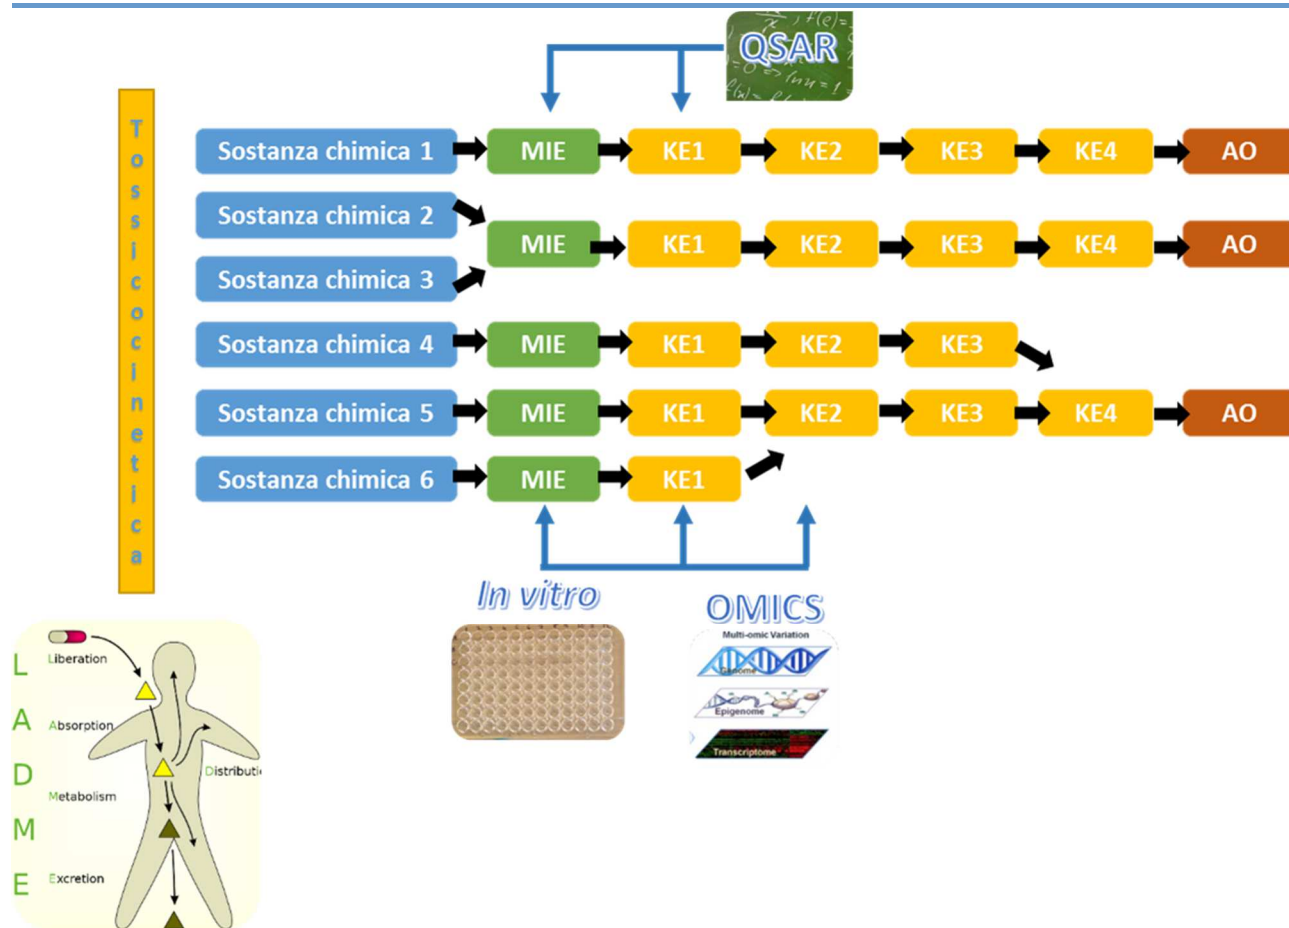 QSAR
Tossicocinetica
Sostanza chimica 1 MIE KE1 KE2 KE3 KE4 AO
Sostanza chimica 2
MIE KE1 KE2 KE3 KE4 AO
Sostanza chimica 3
Sostanza chimica 4 MIE KE1 KE2 KE3
Sostanza chimica 5 MIE KE1 KE2 KE3 KE4 AO
Sostanza chimica 6 MIE KE1
In vitro
OMICS
Multi-omic Variation
Genome
Epigenome
Transcriptome
L Liberation
A Absorption
D Distributi
M Metabolism
E Excretion